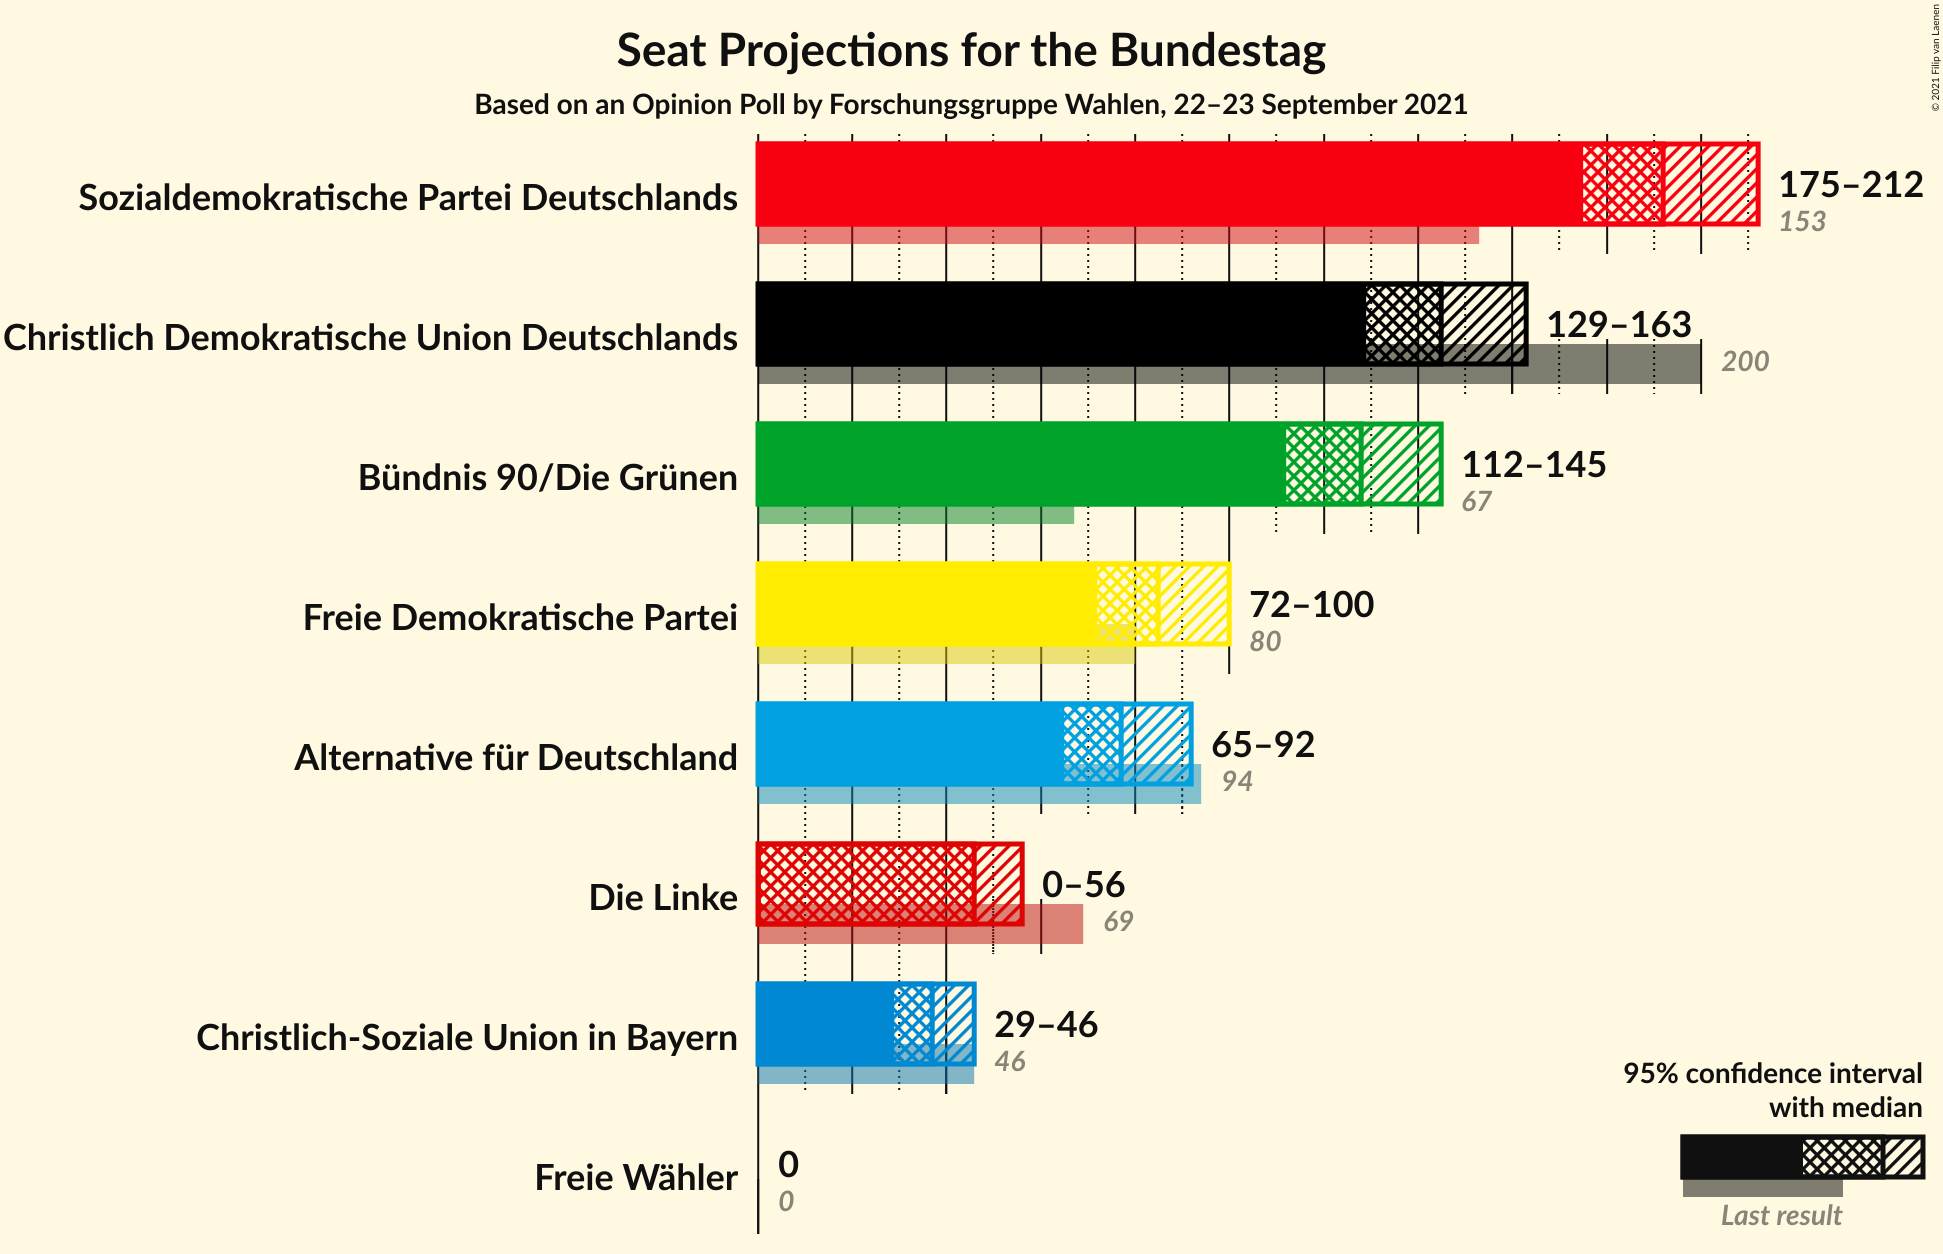 Seat Projections for the Bundestag
Based on an Opinion Poll by Forschungsgruppe Wahlen, 22–23 September 2021
© 2021 Filip van Laenen
Sozialdemokratische Partei Deutschlands
175–212
153
Christlich Demokratische Union Deutschlands
129–163
200
Bündnis 90/Die Grünen
112–145
67
Freie Demokratische Partei
72–100
80
Alternative für Deutschland
65–92
94
Die Linke
0–56
69
Christlich-Soziale Union in Bayern
29–46
46
Freie Wähler
0
0
95% confidence interval
with median
Last result